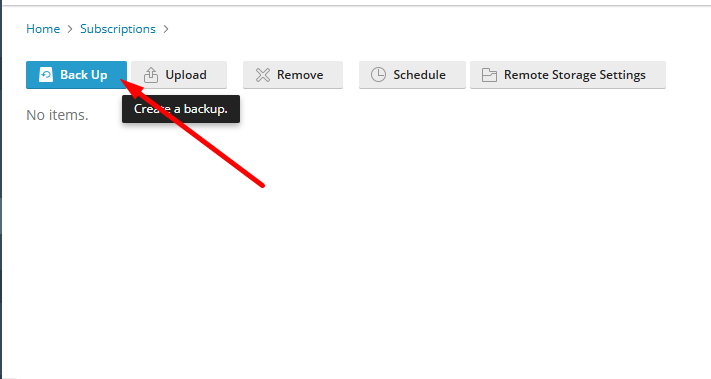 Home > Subscriptions >
Back Up Upload Remove Schedule Remote Storage Settings
Create a backup.
No items.